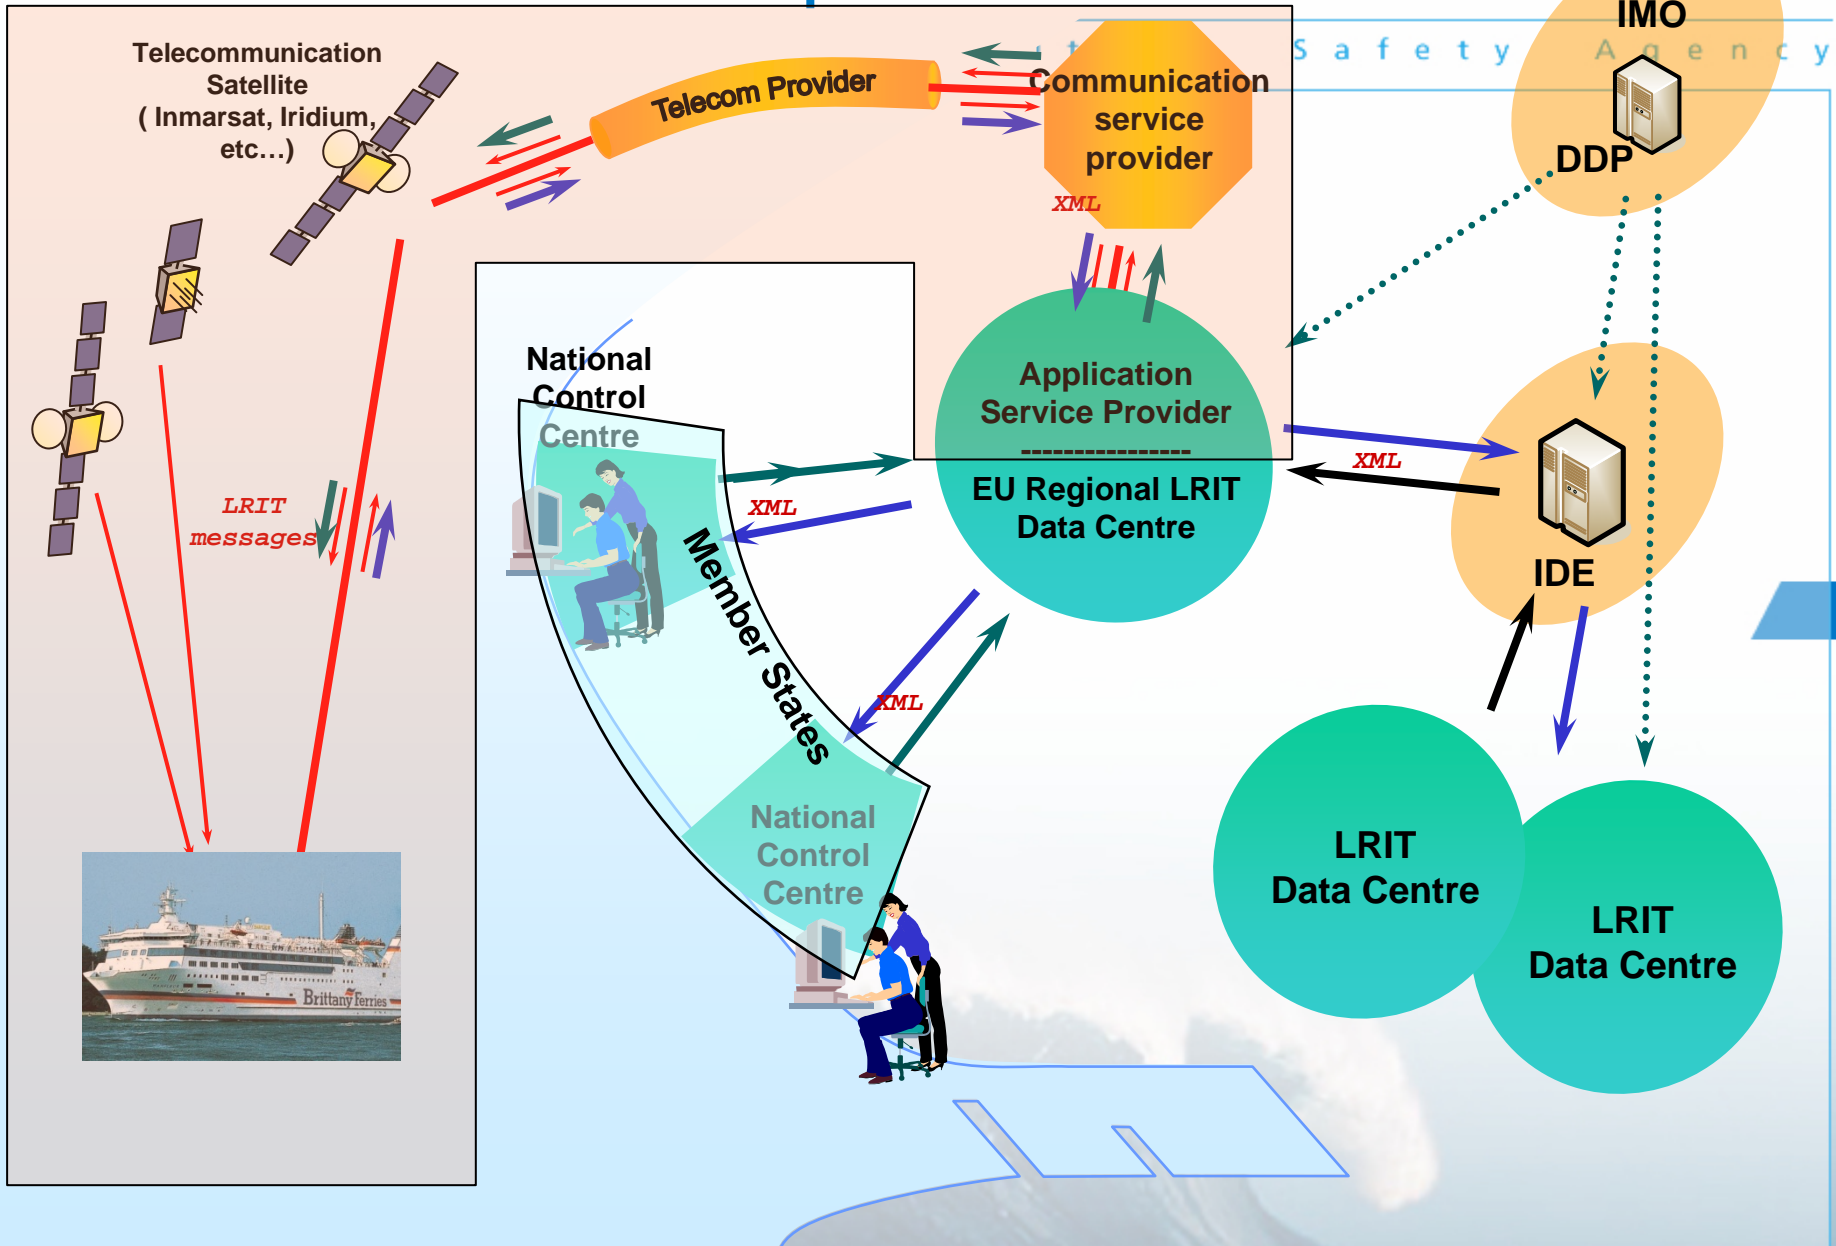 IMO
Safety Agency
Telecommunication
Satellite
( Inmarsat, Iridium,
etc...)
Telecom Provider
Communication
service
provider
DDP
XML
National
Control
Centre
Application
Service Provider
----------------
EU Regional LRIT
Data Centre
XML
LRIT
messages
XML
Member States
IDE
XML
National
Control
Centre
LRIT
Data Centre
LRIT
Data Centre
Brittany Ferries